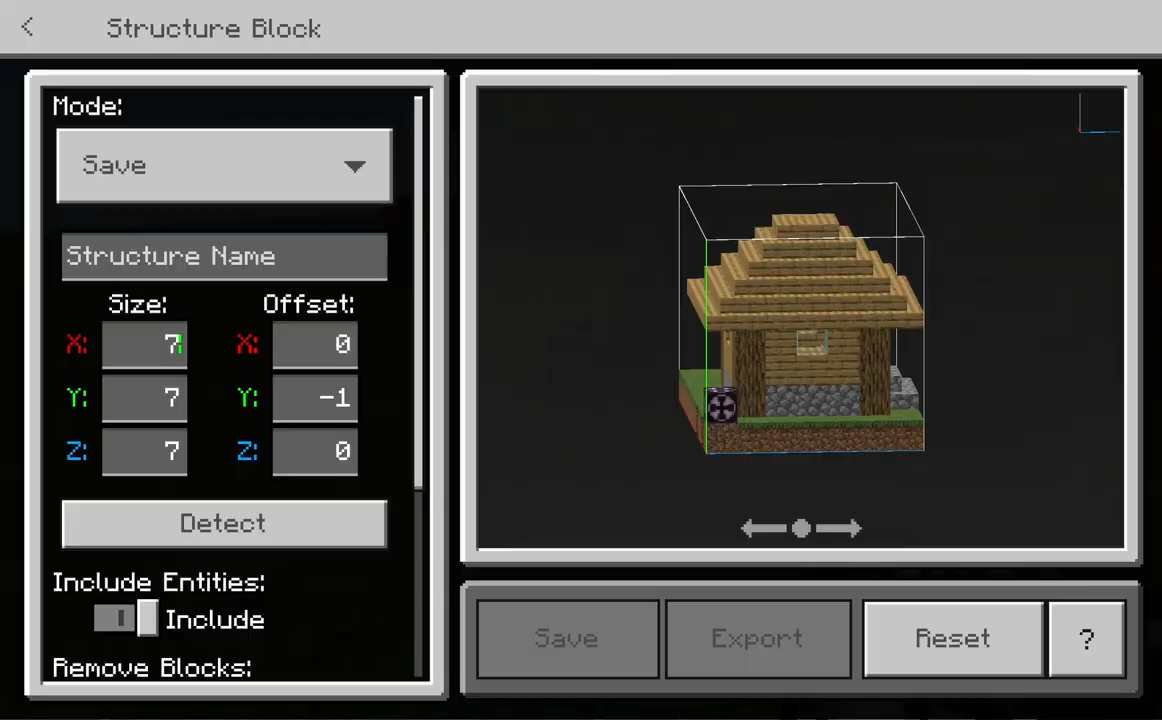 Structure Block
Mode:
Save
Structure Name
Size: Offset:
X: 7 X: 0
Y: 7 Y: -1
Z: 7 Z: 0
Detect
Include Entities:
Include
Remove Blocks:
Save Export Reset ?